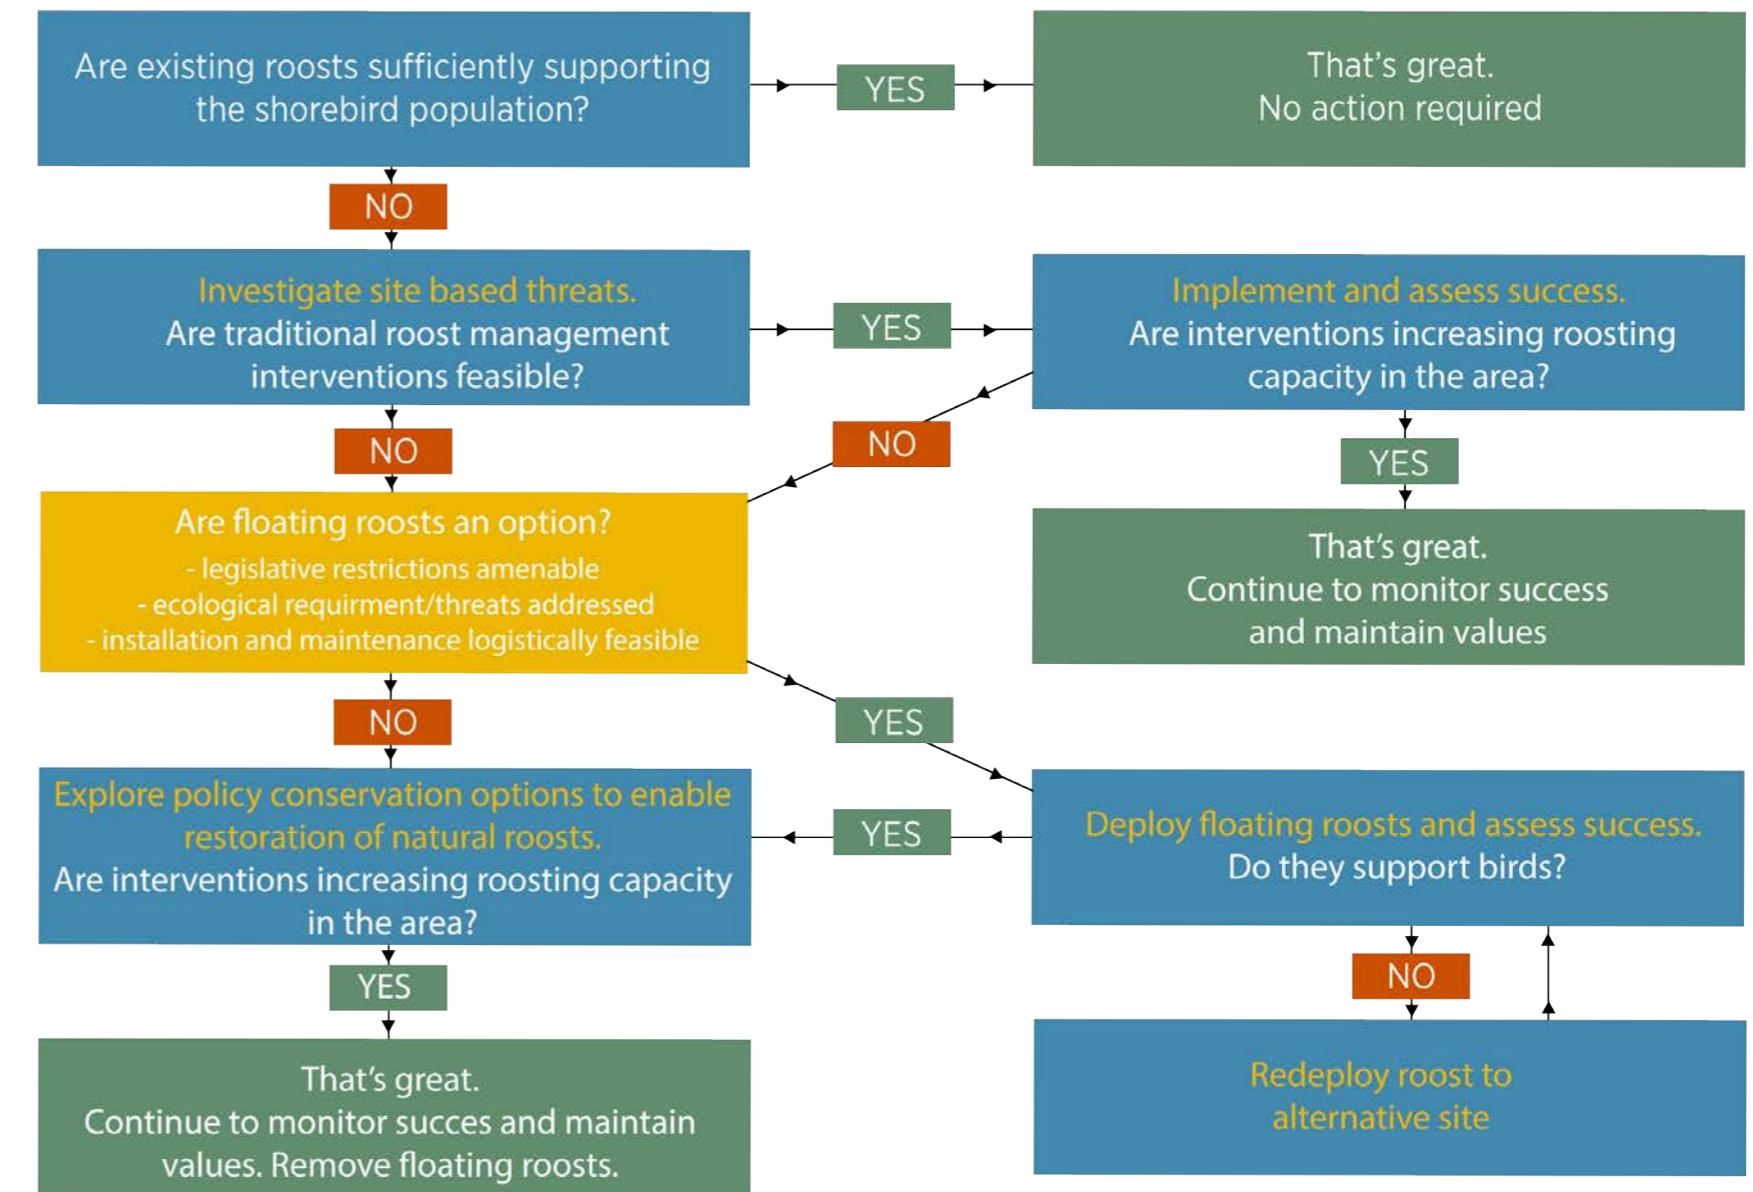 Are existing roosts sufficiently supporting
the shorebird population?
YES
That's great.
No action required
NO
Investigate site based threats.
Are traditional roost management
interventions feasible?
YES
Implement and assess success.
Are interventions increasing roosting
capacity in the area?
NO
NO
YES
Are floating roosts an option?
- legislative restrictions amenable
- ecological requirment/threats addressed
- installation and maintenance logistically feasible
That's great.
Continue to monitor success
and maintain values
NO
YES
Explore policy conservation options to enable
restoration of natural roosts.
Are interventions increasing roosting capacity
in the area?
YES
Deploy floating roosts and assess success.
Do they support birds?
YES
NO
That's great.
Continue to monitor succes and maintain
values. Remove floating roosts.
Redeploy roost to
alternative site